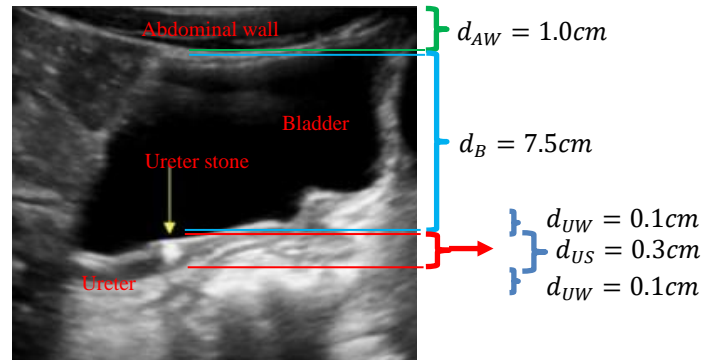 Abdominal wall
d_AW = 1.0cm
Bladder
d_B = 7.5cm
Ureter stone
d_UW = 0.1cm
d_US = 0.3cm
Ureter
d_UW = 0.1cm